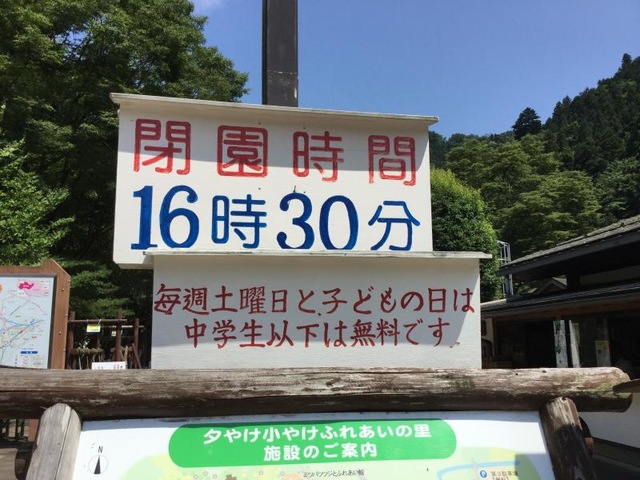 閉園時間
16時30分
毎週土曜日と子どもの日は
中学生以下は無料です。
夕やけ小やけふれあいの里
施設のご案内
N